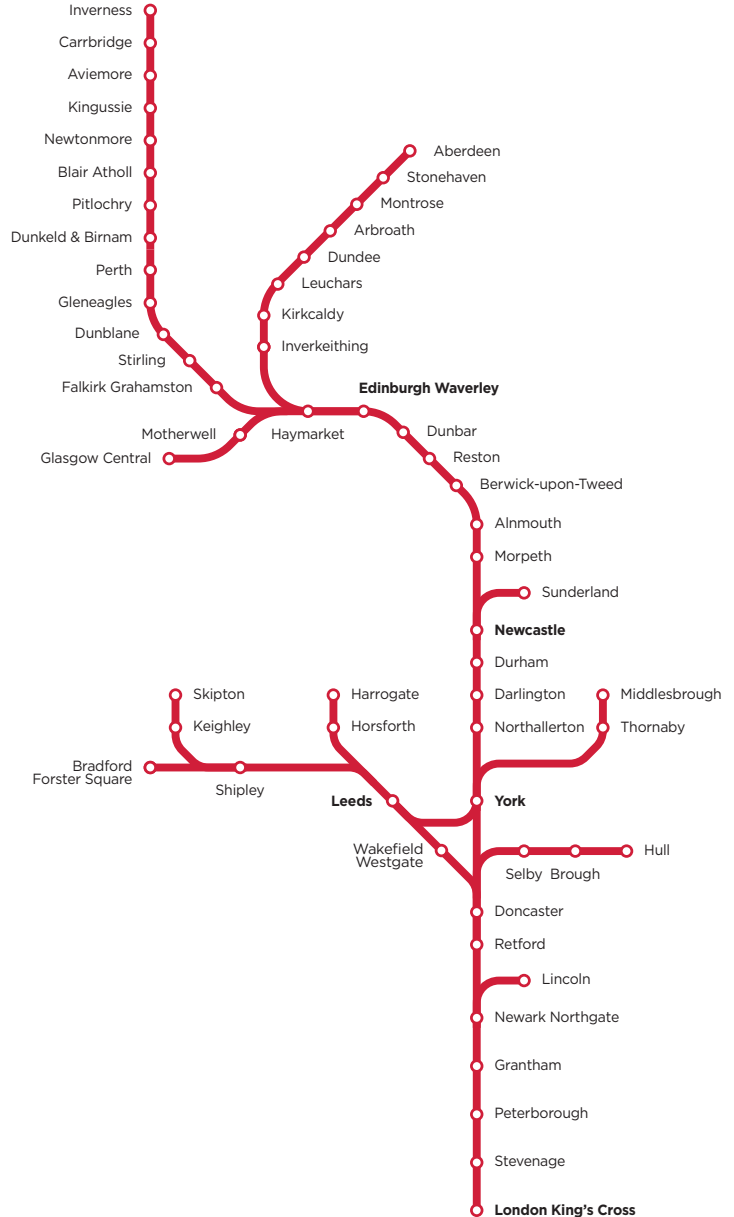 Inverness
Carrbridge
Aviemore
Kingussie
Newtonmore
Blair Atholl
Pitlochry
Dunkeld & Birnam
Perth
Gleneagles
Dunblane
Stirling
Falkirk Grahamston
Motherwell
Glasgow Central
Aberdeen
Stonehaven
Montrose
Arbroath
Dundee
Leuchars
Kirkcaldy
Inverkeithing
Haymarket
Edinburgh Waverley
Dunbar
Reston
Berwick-upon-Tweed
Alnmouth
Morpeth
Sunderland
Newcastle
Durham
Darlington
Northallerton
Middlesbrough
Thornaby
Skipton
Keighley
Bradford
Forster Square
Shipley
Harrogate
Horsforth
Leeds
York
Wakefield
Westgate
Selby
Brough
Hull
Doncaster
Retford
Lincoln
Newark Northgate
Grantham
Peterborough
Stevenage
London King's Cross